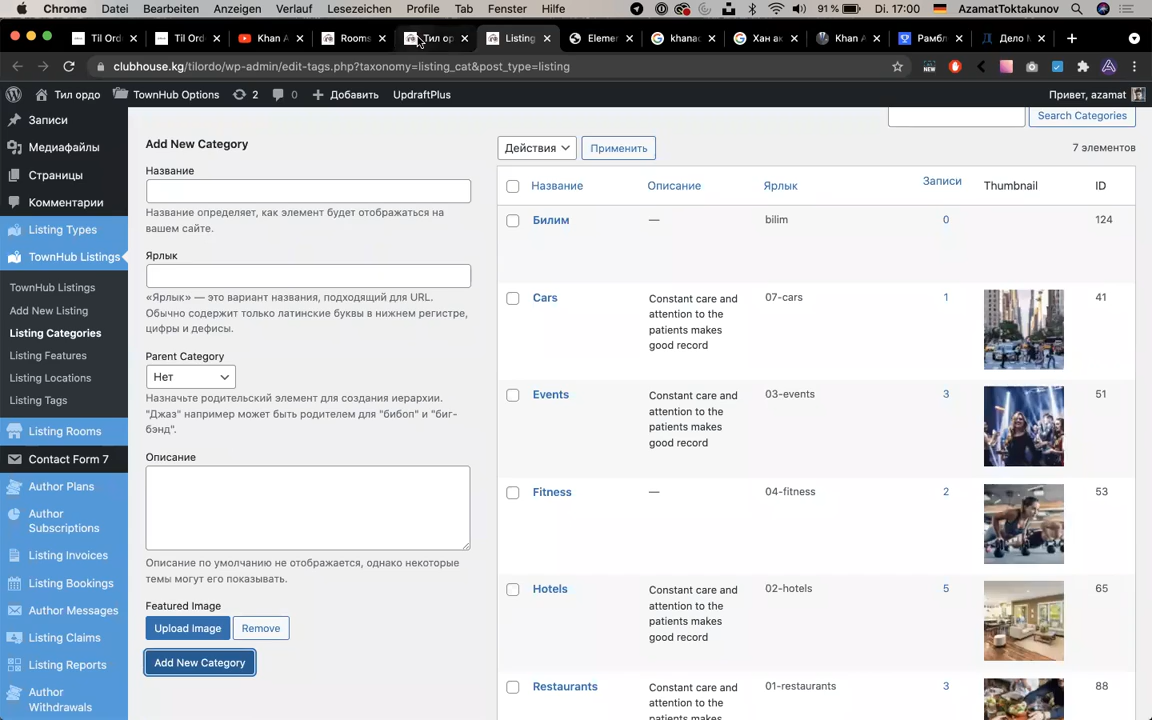 Chrome Datei Bearbeiten Anzeigen Verlauf Lesezeichen Profile Tab Fenster Hilfe 91 % Di. 17:00 AzamatToktakunov
Til Ord Til Ord Khan A Rooms Тил ор Listing Elemen khanac Хан ак Khan A Рамбл Дело М
clubhouse.kg/tilordo/wp-admin/edit-tags.php?taxonomy=listing_cat&post_type=listing
Тил ордо TownHub Options 2 0 Добавить UpdraftPlus Привет, azamat
Записи
Медиафайлы
Страницы
Комментарии
Listing Types
TownHub Listings
TownHub Listings
Add New Listing
Listing Categories
Listing Features
Listing Locations
Listing Tags
Listing Rooms
Contact Form 7
Author Plans
Author
Subscriptions
Listing Invoices
Listing Bookings
Author Messages
Listing Claims
Listing Reports
Author
Withdrawals
Add New Category
Название
Название определяет, как элемент будет отображаться на
вашем сайте.
Ярлык
«Ярлык» — это вариант названия, подходящий для URL.
Обычно содержит только латинские буквы в нижнем регистре,
цифры и дефисы.
Parent Category
Нет
Назначьте родительский элемент для создания иерархии.
"Джаз" например может быть родителем для "бибоп" и "биг-
бэнд".
Описание
Описание по умолчанию не отображается, однако некоторые
темы могут его показывать.
Featured Image
Upload Image Remove
Add New Category
Search Categories
Действия Применить 7 элементов
Название Описание Ярлык Записи Thumbnail ID
Билим — bilim 0 124
Cars Constant care and 07-cars 1 41
attention to the
patients makes
good record
Events Constant care and 03-events 3 51
attention to the
patients makes
good record
Fitness — 04-fitness 2 53
Hotels Constant care and 02-hotels 5 65
attention to the
patients makes
good record
Restaurants Constant care and 01-restaurants 3 88
attention to the